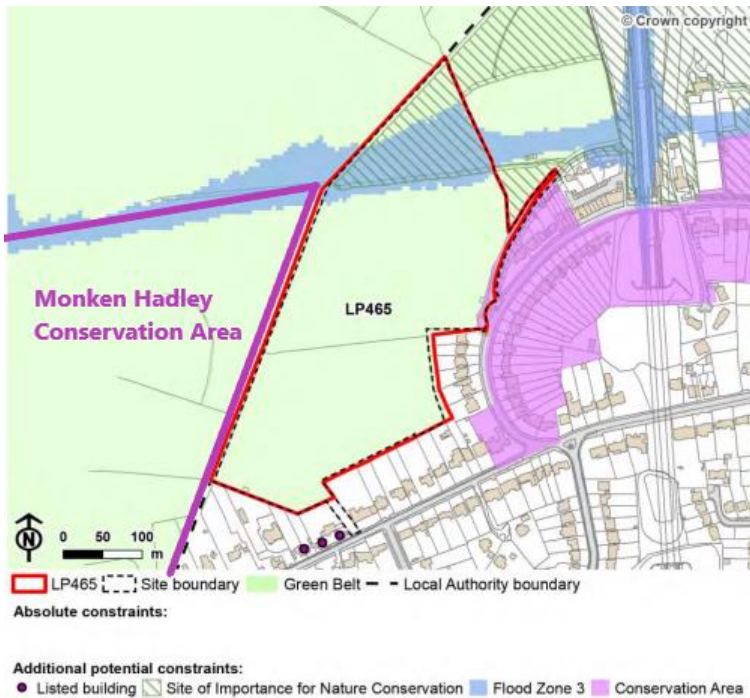 © Crown copyright
Monken Hadley
Conservation Area
LP465
N
0 50 100
m
LP465 Site boundary Green Belt Local Authority boundary
Absolute constraints:
Additional potential constraints:
Listed building Site of Importance for Nature Conservation Flood Zone 3 Conservation Area